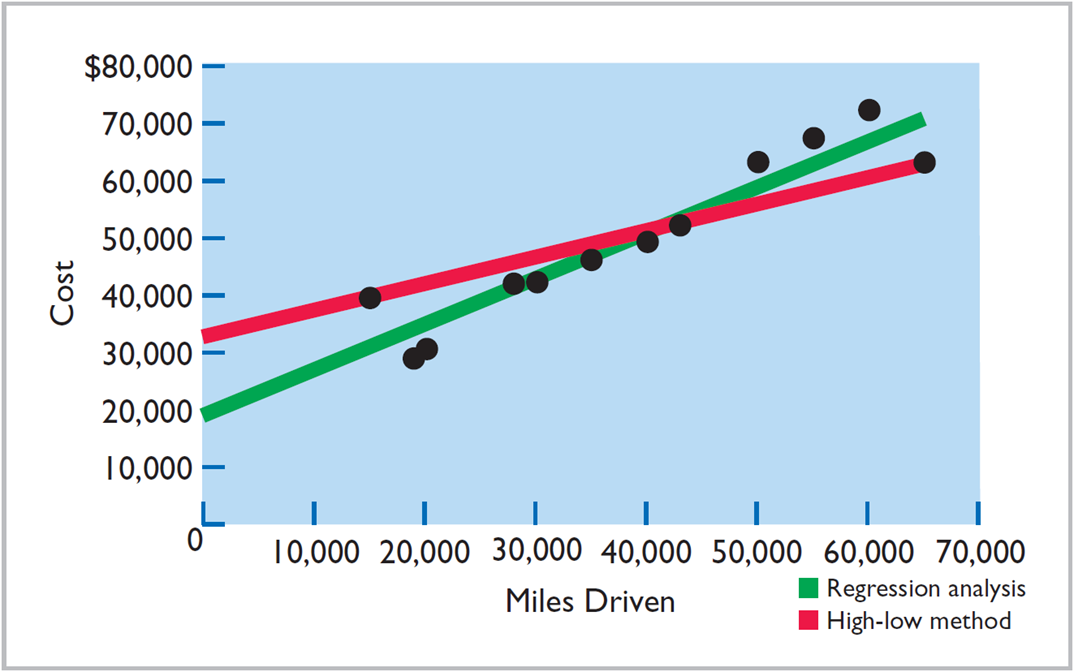 $80,000
70,000
60,000
50,000
40,000
30,000
20,000
10,000
0
10,000 20,000 30,000 40,000 50,000 60,000 70,000
Cost
Miles Driven
Regression analysis
High-low method